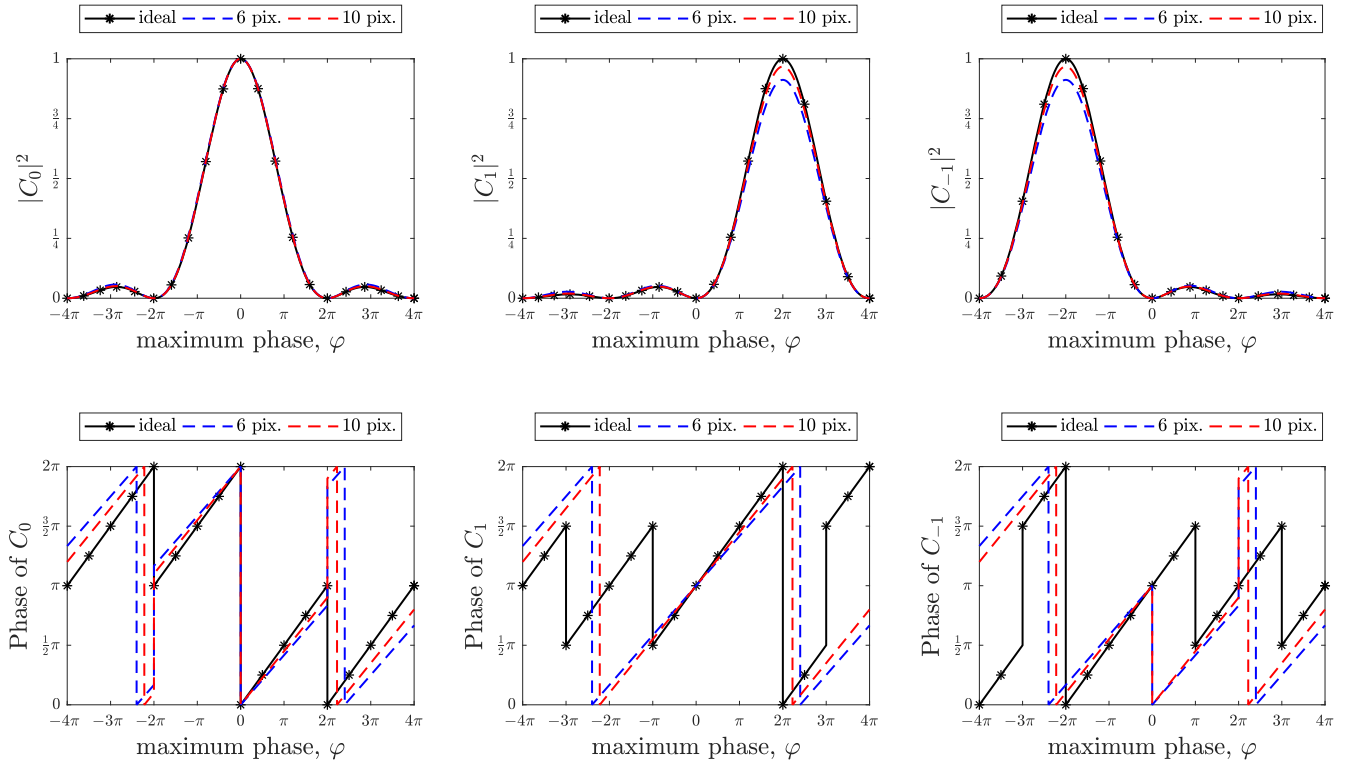 ideal 6 pix. 10 pix.
ideal 6 pix. 10 pix.
ideal 6 pix. 10 pix.
|C₀|²
1
3/4
1/2
1/4
0
−4π −3π −2π −π 0 π 2π 3π 4π
maximum phase, φ
|C₁|²
1
3/4
1/2
1/4
0
−4π −3π −2π −π 0 π 2π 3π 4π
maximum phase, φ
|C₋₁|²
1
3/4
1/2
1/4
0
−4π −3π −2π −π 0 π 2π 3π 4π
maximum phase, φ
ideal 6 pix. 10 pix.
ideal 6 pix. 10 pix.
ideal 6 pix. 10 pix.
Phase of C₀
2π
3/2π
π
1/2π
0
−4π −3π −2π −π 0 π 2π 3π 4π
maximum phase, φ
Phase of C₁
2π
3/2π
π
1/2π
0
−4π −3π −2π −π 0 π 2π 3π 4π
maximum phase, φ
Phase of C₋₁
2π
3/2π
π
1/2π
0
−4π −3π −2π −π 0 π 2π 3π 4π
maximum phase, φ